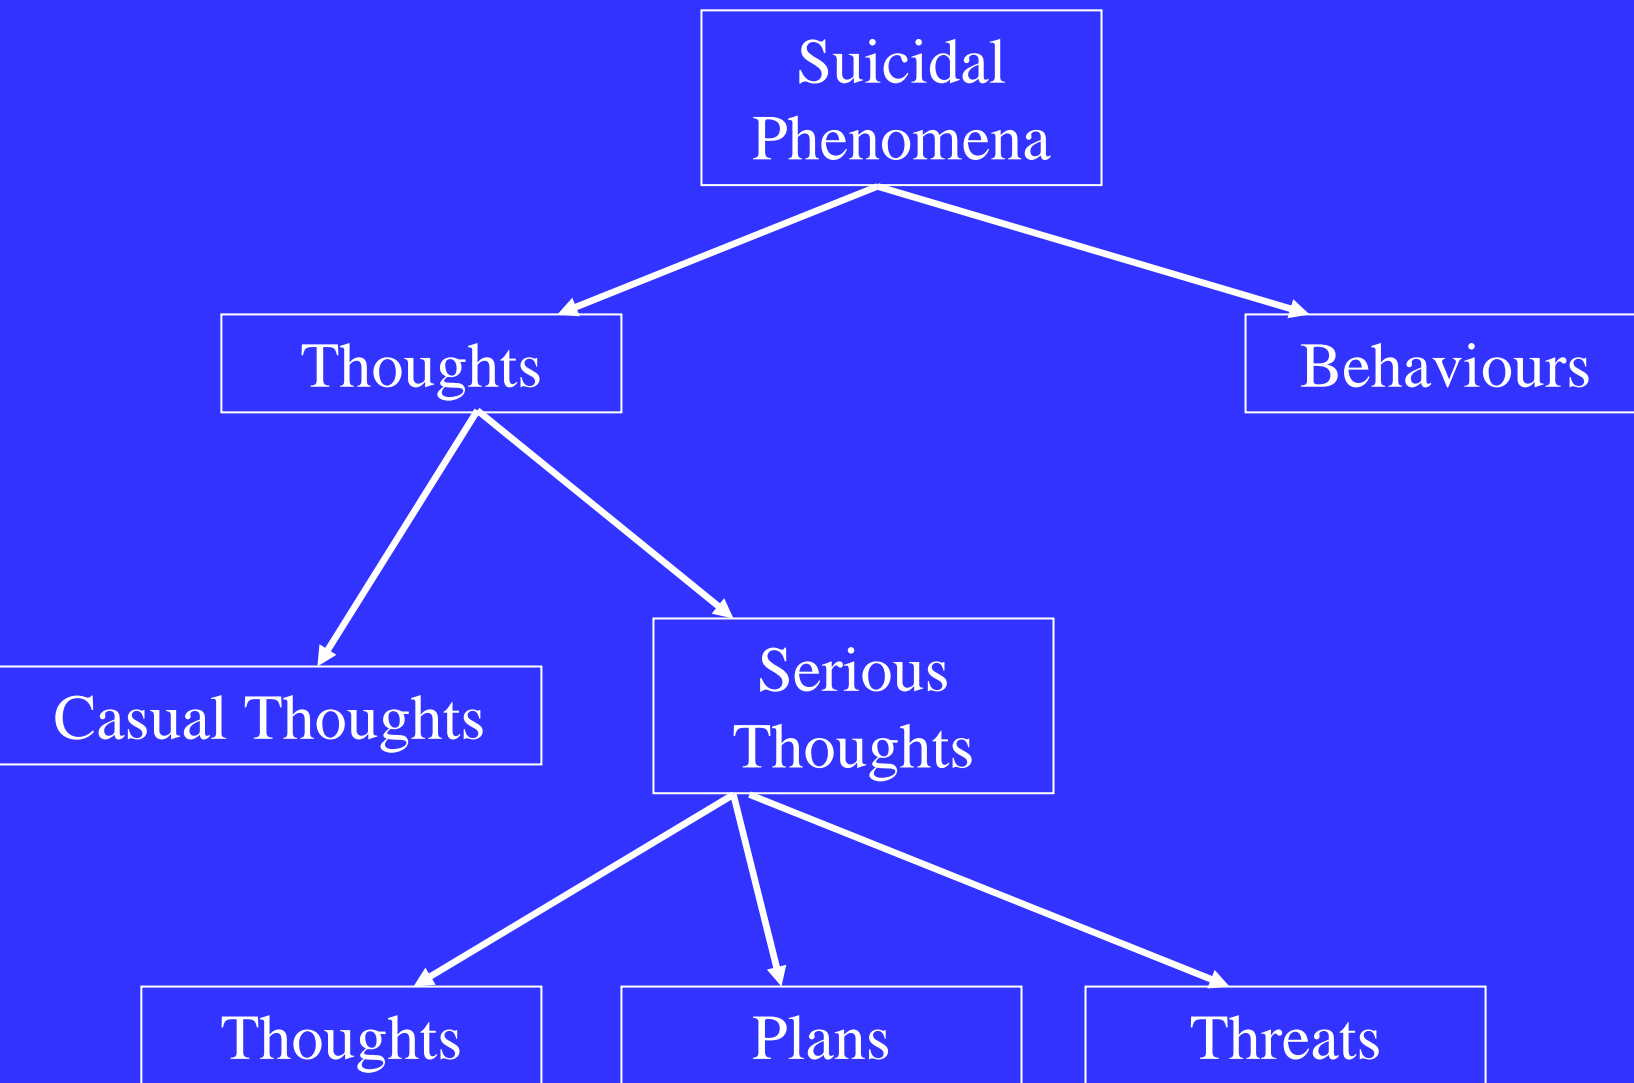 Suicidal
Phenomena
Thoughts
Behaviours
Casual Thoughts
Serious
Thoughts
Thoughts
Plans
Threats